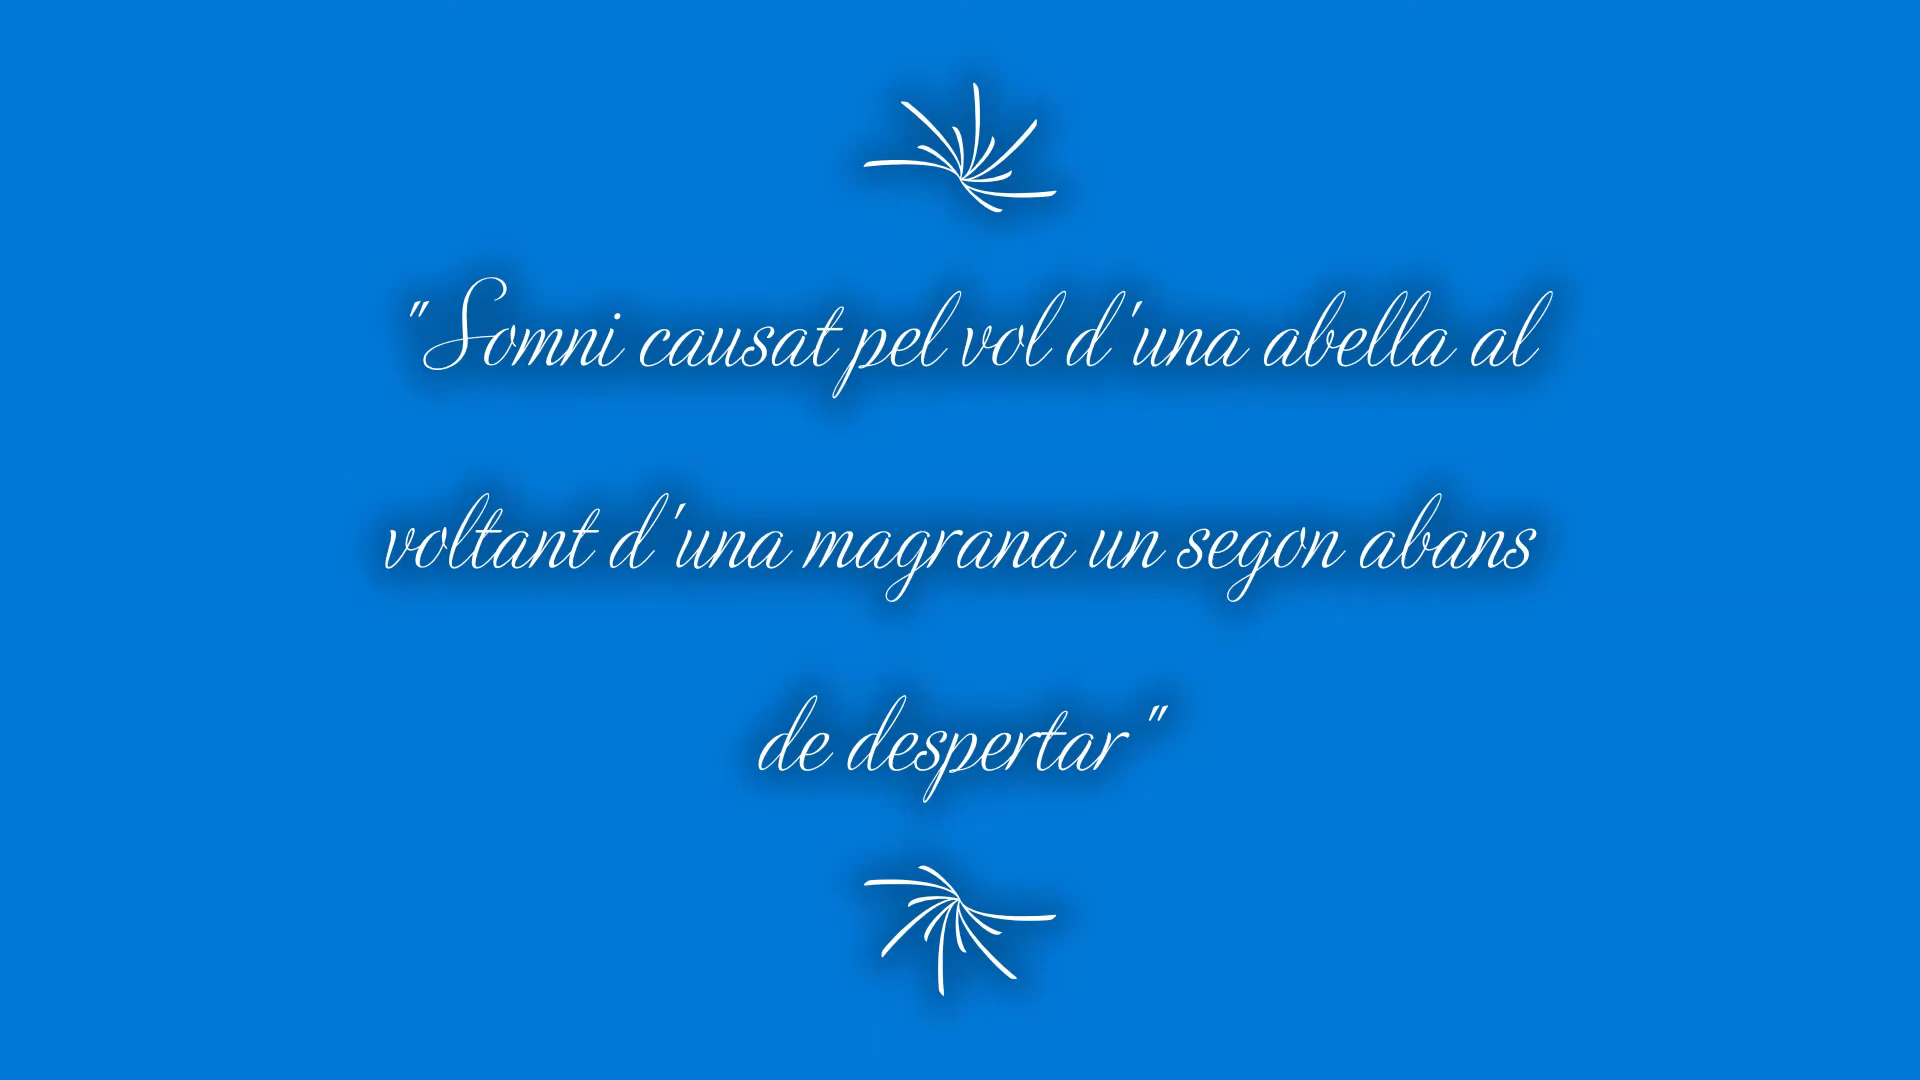 "Somni causat pel vol d'una abella al
voltant d'una magrana un segon abans
de despertar"